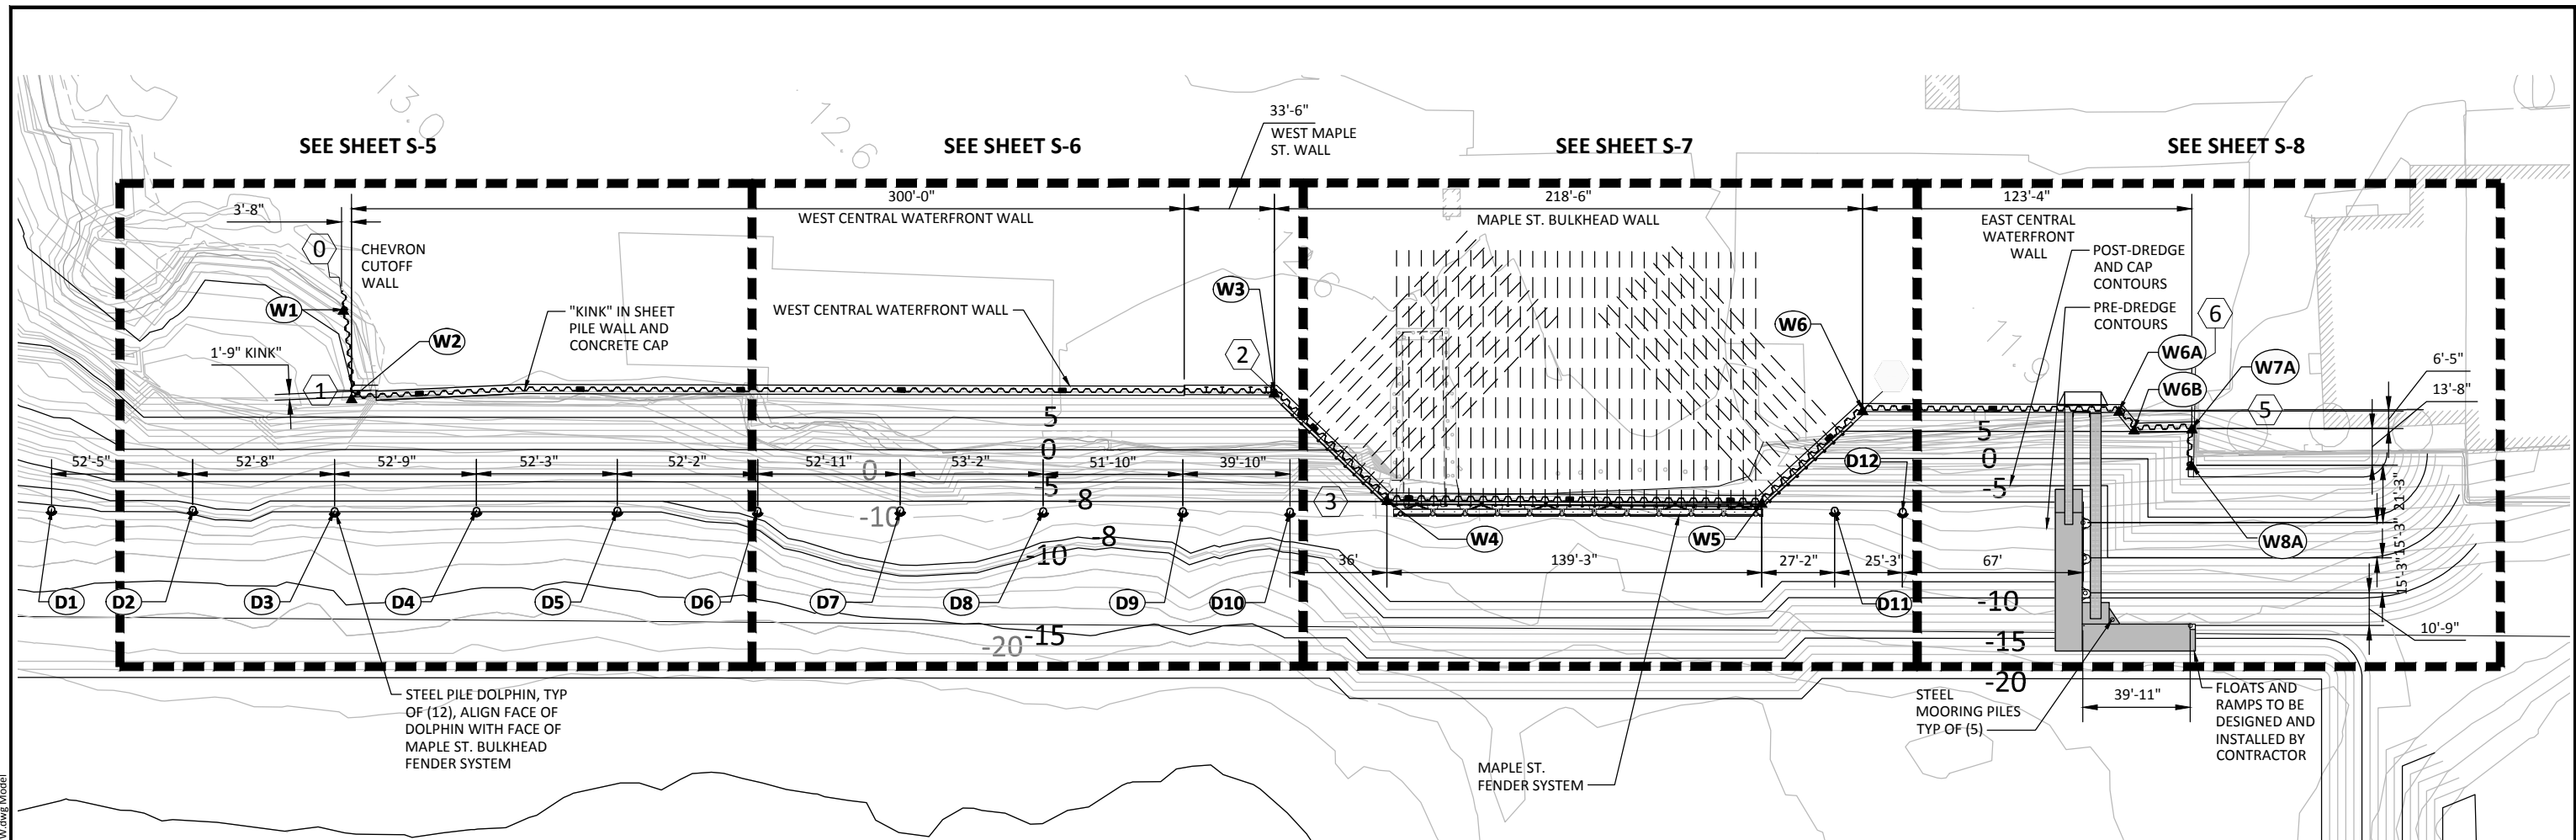 33'-6"
WEST MAPLE
ST. WALL
SEE SHEET S-5
SEE SHEET S-6
SEE SHEET S-7
SEE SHEET S-8
13.0
12.6
3'-8"
300'-0"
WEST CENTRAL WATERFRONT WALL
218'-6"
MAPLE ST. BULKHEAD WALL
123'-4"
EAST CENTRAL
WATERFRONT
WALL
0
CHEVRON
CUTOFF
WALL
POST-DREDGE
AND CAP
CONTOURS
PRE-DREDGE
CONTOURS
W1
"KINK" IN SHEET
PILE WALL AND
CONCRETE CAP
WEST CENTRAL WATERFRONT WALL
W3
W6
6
11.9
W2
1'-9" KINK"
1
2
W6A
W7A
W6B
5
6'-5"
13'-8"
5
0
-5
-8
0
-10
-8
-10
5
0
-5
52'-5"
52'-8"
52'-9"
52'-3"
52'-2"
52'-11"
53'-2"
51'-10"
39'-10"
D12
3
W4
W5
W8A
21'-3"
15'-3"
15'-3"
36'
139'-3"
27'-2"
25'-3"
67'
D1
D2
D3
D4
D5
D6
D7
D8
D9
D10
D11
-10
-15
-20
-15
-20
10'-9"
39'-11"
STEEL PILE DOLPHIN, TYP
OF (12), ALIGN FACE OF
DOLPHIN WITH FACE OF
MAPLE ST. BULKHEAD
FENDER SYSTEM
MAPLE ST.
FENDER SYSTEM
STEEL
MOORING PILES
TYP OF (5)
FLOATS AND
RAMPS TO BE
DESIGNED AND
INSTALLED BY
CONTRACTOR
W.dwg Model